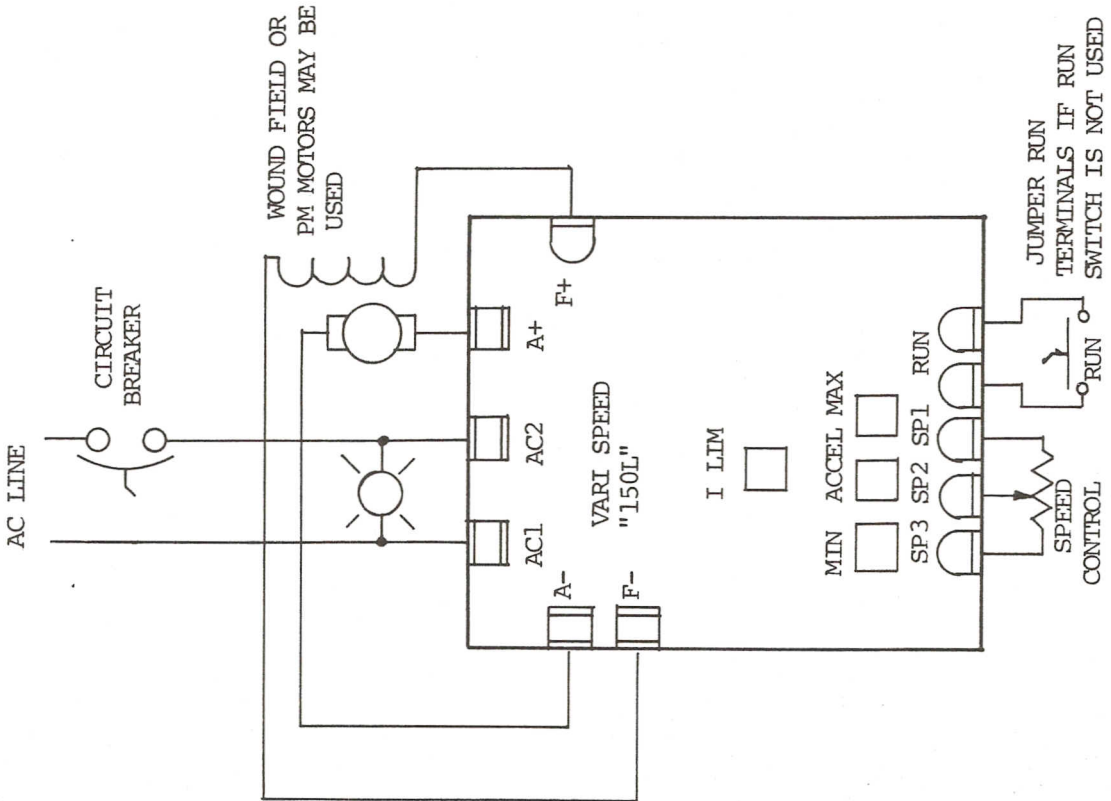 AC LINE
CIRCUIT
BREAKER
WOUND FIELD OR
PM MOTORS MAY BE
USED
AC1
AC2
A+
F+
A-
F-
VARI SPEED
"150L"
I LIM
MIN
ACCEL
MAX
SP3
SP2
SP1
RUN
SPEED
CONTROL
RUN
JUMPER RUN
TERMINALS IF RUN
SWITCH IS NOT USED